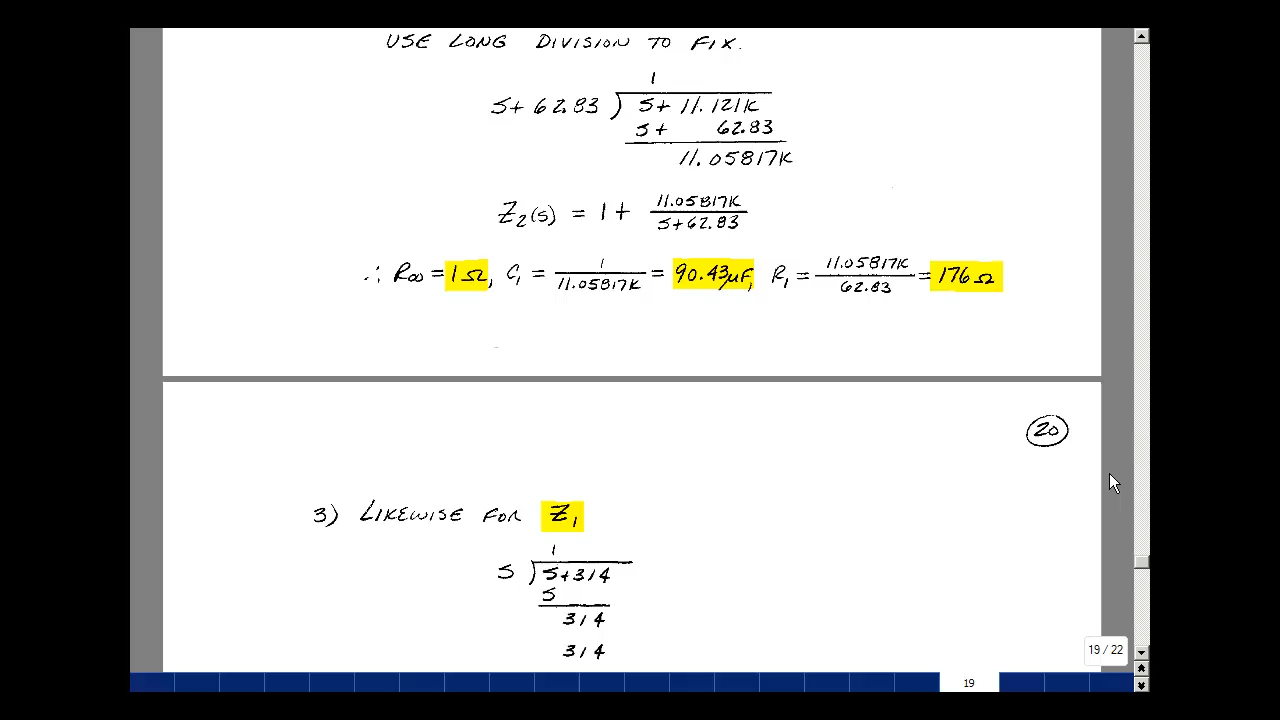 USE LONG DIVISION TO FIX.
1
S+ 62.83 ) S+ 11.121K
S+ 62.83
11.05817K
Z₂(s) = 1 + 11.05817K / S+62.83
∴ R∞ = 1Ω, C₁ = 1 / 11.05817K = 90.43μF, R₁ = 11.05817K / 62.83 = 176Ω
20
3) LIKEWISE FOR Z₁
1
S ) S+314
S
314
314
19 / 22
19